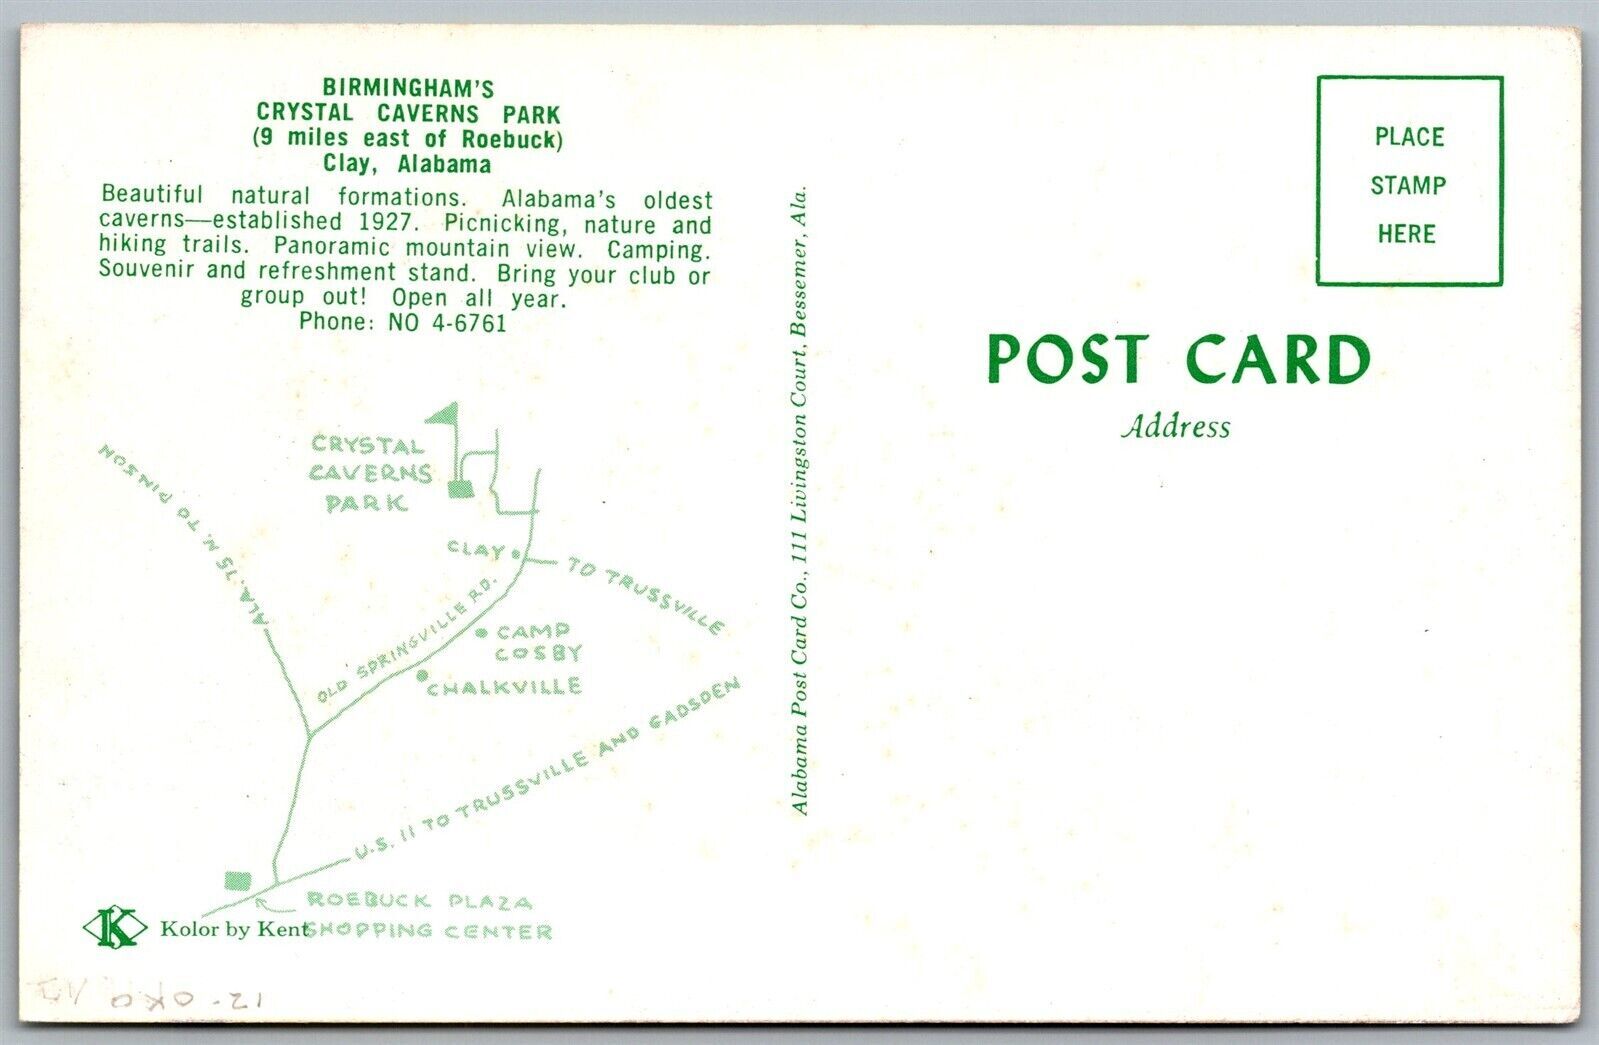 BIRMINGHAM'S
CRYSTAL CAVERNS PARK
(9 miles east of Roebuck)
Clay, Alabama
Beautiful natural formations. Alabama's oldest
caverns—established 1927. Picnicking, nature and
hiking trails. Panoramic mountain view. Camping.
Souvenir and refreshment stand. Bring your club or
group out! Open all year.
Phone: NO 4-6761
CRYSTAL
CAVERNS
PARK
ALA. 75 N. TO PINSON
CLAY
TO TRUSSVILLE
OLD SPRINGVILLE RD.
CAMP
COSBY
CHALKVILLE
U.S. 11 TO TRUSSVILLE AND GADSDEN
ROEBUCK PLAZA
SHOPPING CENTER
K
Kolor by Kent
Alabama Post Card Co., 111 Livingston Court, Bessemer, Ala.
PLACE
STAMP
HERE
POST CARD
Address